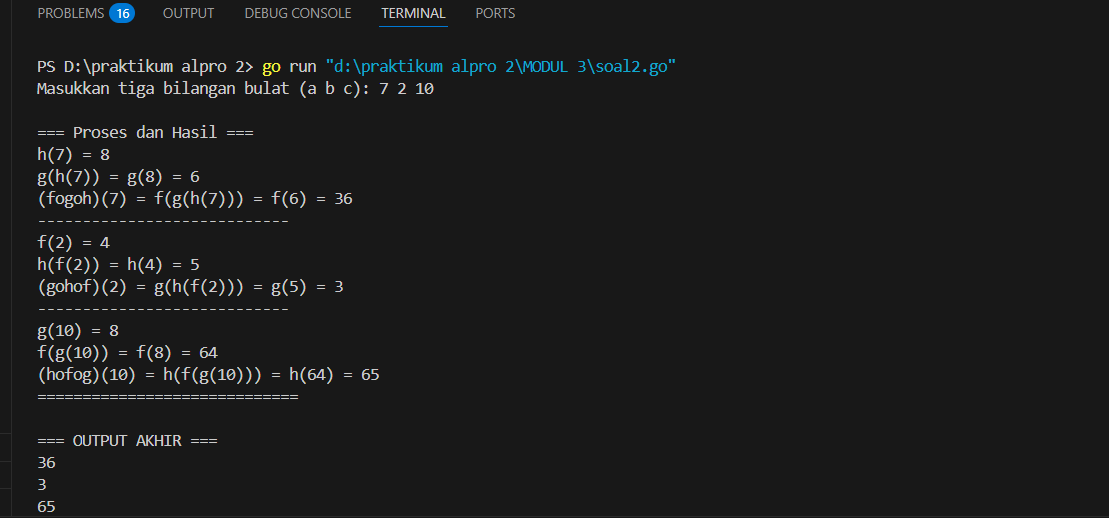 PROBLEMS 16 OUTPUT DEBUG CONSOLE TERMINAL PORTS
PS D:\praktikum alpro 2> go run "d:\praktikum alpro 2\MODUL 3\soal2.go"
Masukkan tiga bilangan bulat (a b c): 7 2 10
=== Proses dan Hasil ===
h(7) = 8
g(h(7)) = g(8) = 6
(fogoh)(7) = f(g(h(7))) = f(6) = 36
----------------------------
f(2) = 4
h(f(2)) = h(4) = 5
(gohof)(2) = g(h(f(2))) = g(5) = 3
----------------------------
g(10) = 8
f(g(10)) = f(8) = 64
(hofog)(10) = h(f(g(10))) = h(64) = 65
=============================
=== OUTPUT AKHIR ===
36
3
65